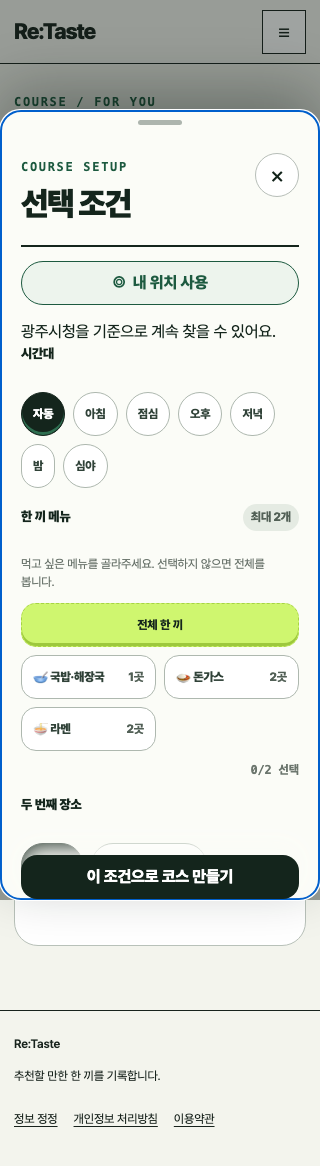 Re:Taste
COURSE / FOR YOU
COURSE SETUP
선택 조건
◎ 내 위치 사용
광주시청을 기준으로 계속 찾을 수 있어요.
시간대
자동 아침 점심 오후 저녁
밤 심야
한 끼 메뉴 최대 2개
먹고 싶은 메뉴를 골라주세요. 선택하지 않으면 전체를
봅니다.
전체 한 끼
국밥·해장국 1곳 돈가스 2곳
라멘 2곳
0/2 선택
두 번째 장소
이 조건으로 코스 만들기
Re:Taste
추천할 만한 한 끼를 기록합니다.
정보 정정 개인정보 처리방침 이용약관